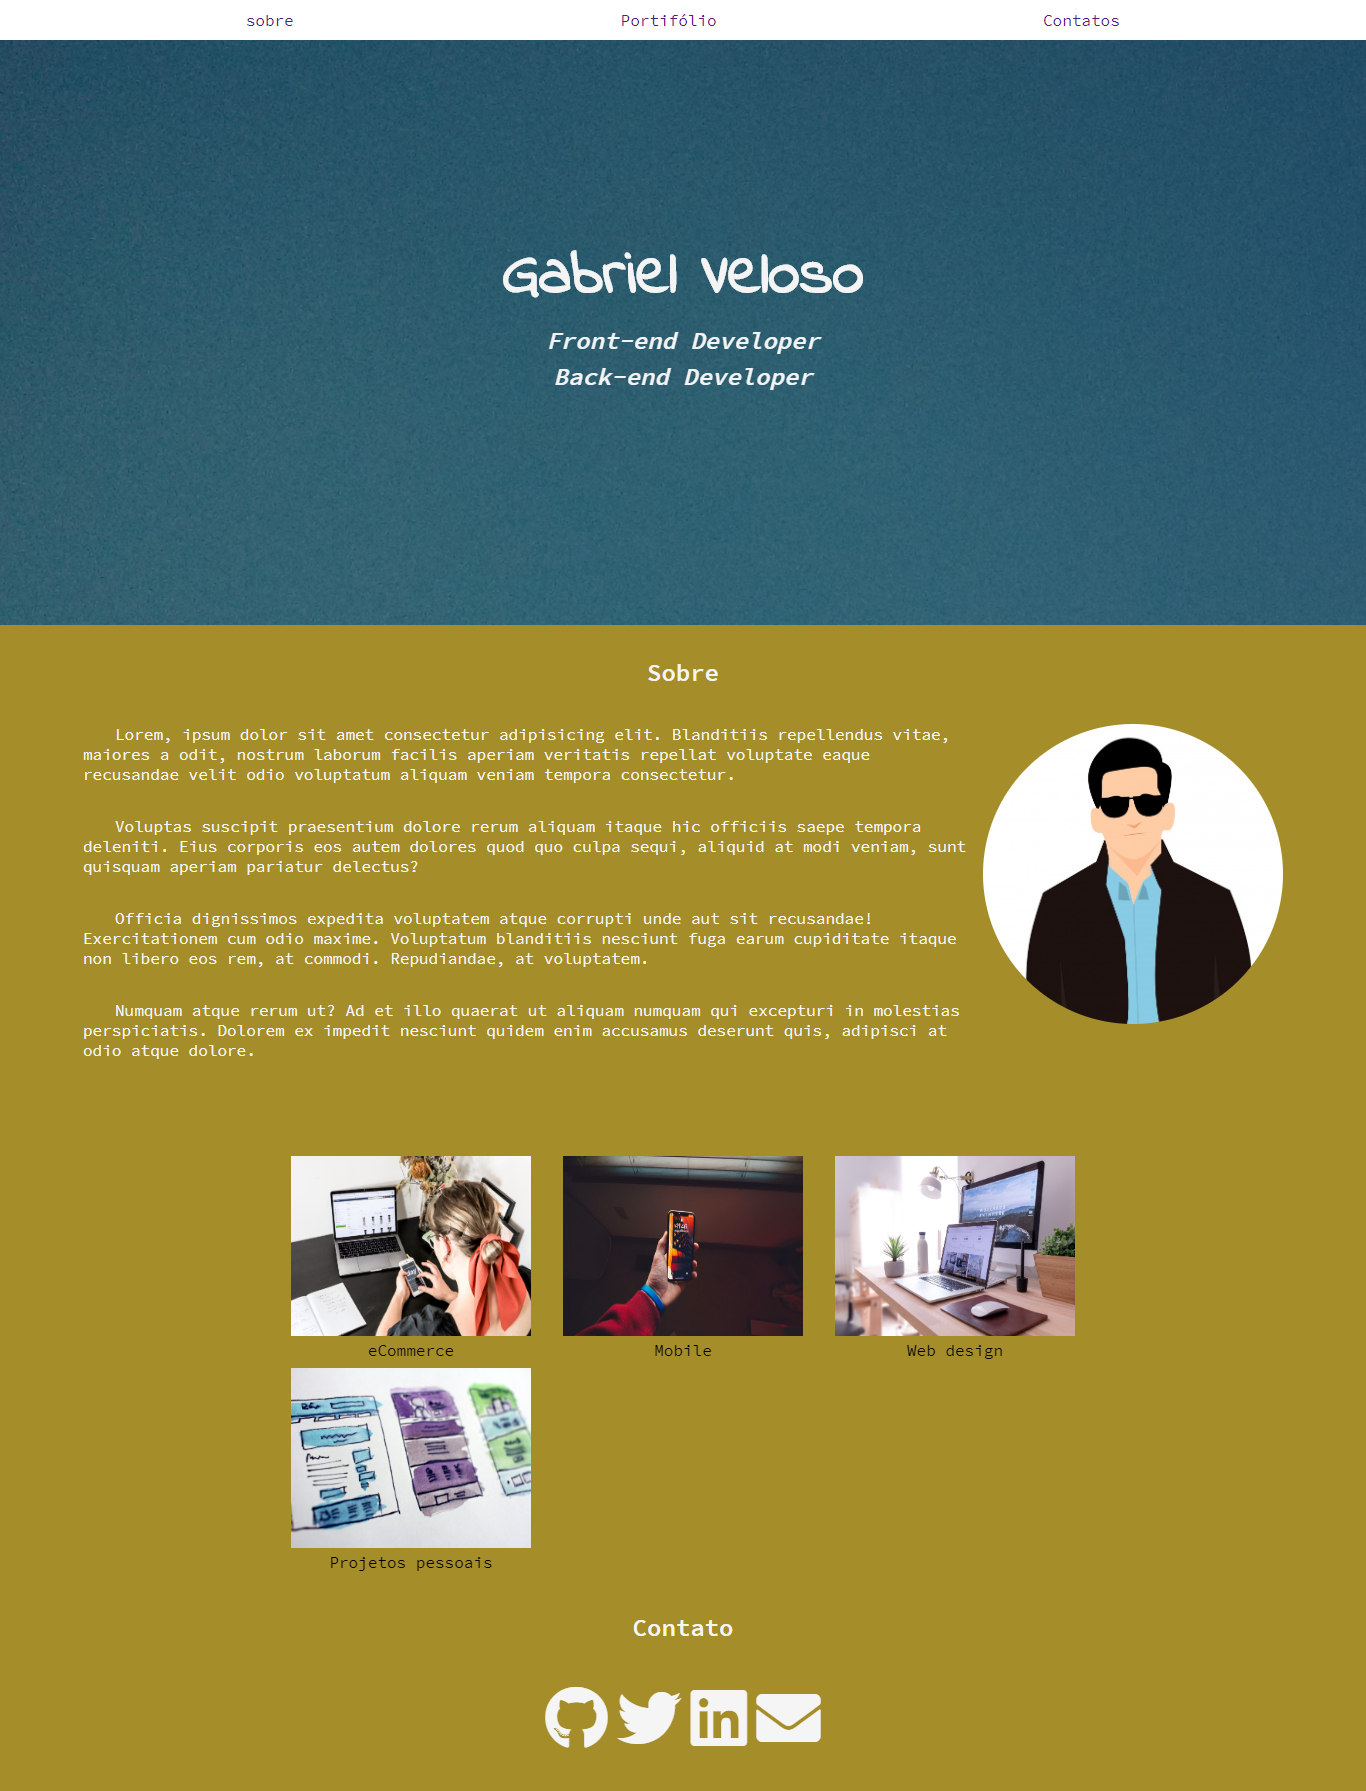 sobre
Portifólio
Contatos
Gabriel Veloso
Front-end Developer
Back-end Developer
Sobre
Lorem, ipsum dolor sit amet consectetur adipisicing elit. Blanditiis repellendus vitae,
maiores a odit, nostrum laborum facilis aperiam veritatis repellat voluptate eaque
recusandae velit odio voluptatum aliquam veniam tempora consectetur.
Voluptas suscipit praesentium dolore rerum aliquam itaque hic officiis saepe tempora
deleniti. Eius corporis eos autem dolores quod quo culpa sequi, aliquid at modi veniam, sunt
quisquam aperiam pariatur delectus?
Officia dignissimos expedita voluptatem atque corrupti unde aut sit recusandae!
Exercitationem cum odio maxime. Voluptatum blanditiis nesciunt fuga earum cupiditate itaque
non libero eos rem, at commodi. Repudiandae, at voluptatem.
Numquam atque rerum ut? Ad et illo quaerat ut aliquam numquam qui excepturi in molestias
perspiciatis. Dolorem ex impedit nesciunt quidem enim accusamus deserunt quis, adipisci at
odio atque dolore.
eCommerce
Mobile
Web design
Projetos pessoais
Contato
in